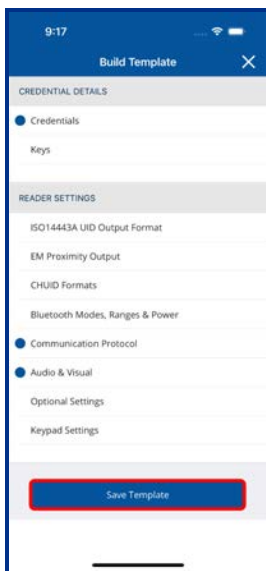 9:17
Build Template
CREDENTIAL DETAILS
Credentials
Keys
READER SETTINGS
ISO14443A UID Output Format
EM Proximity Output
CHUID Formats
Bluetooth Modes, Ranges & Power
Communication Protocol
Audio & Visual
Optional Settings
Keypad Settings
Save Template